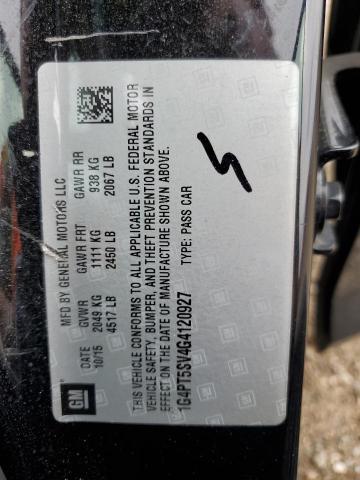 GM
MFD BY GENERAL MOTORS LLC
DATE GVWR GAWR FRT GAWR RR
10/15 2049 KG 1111 KG 938 KG
4517 LB 2450 LB 2067 LB
THIS VEHICLE CONFORMS TO ALL APPLICABLE U.S. FEDERAL MOTOR
VEHICLE SAFETY, BUMPER, AND THEFT PREVENTION STANDARDS IN
EFFECT ON THE DATE OF MANUFACTURE SHOWN ABOVE.
1G4PT5SV4G4120927 TYPE: PASS CAR
5